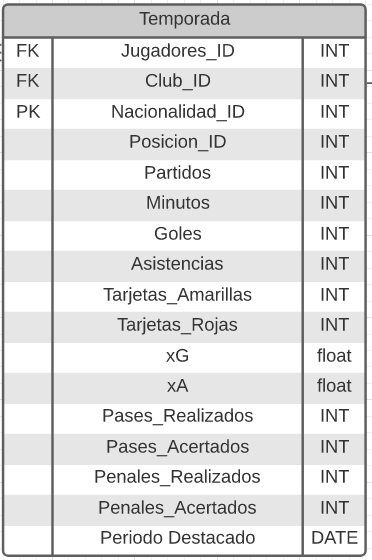 Temporada
FK Jugadores_ID INT
FK Club_ID INT
PK Nacionalidad_ID INT
Posicion_ID INT
Partidos INT
Minutos INT
Goles INT
Asistencias INT
Tarjetas_Amarillas INT
Tarjetas_Rojas INT
xG float
xA float
Pases_Realizados INT
Pases_Acertados INT
Penales_Realizados INT
Penales_Acertados INT
Periodo Destacado DATE